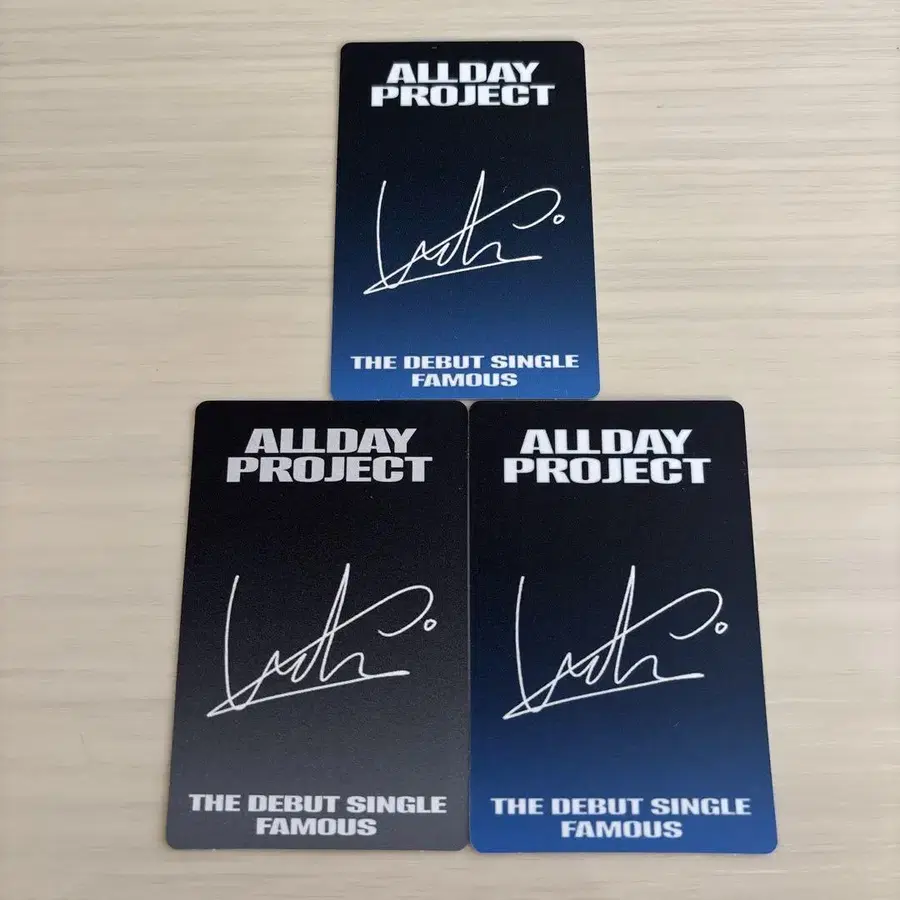 ALLDAY
PROJECT
THE DEBUT SINGLE
FAMOUS
ALLDAY
PROJECT
THE DEBUT SINGLE
FAMOUS
ALLDAY
PROJECT
THE DEBUT SINGLE
FAMOUS